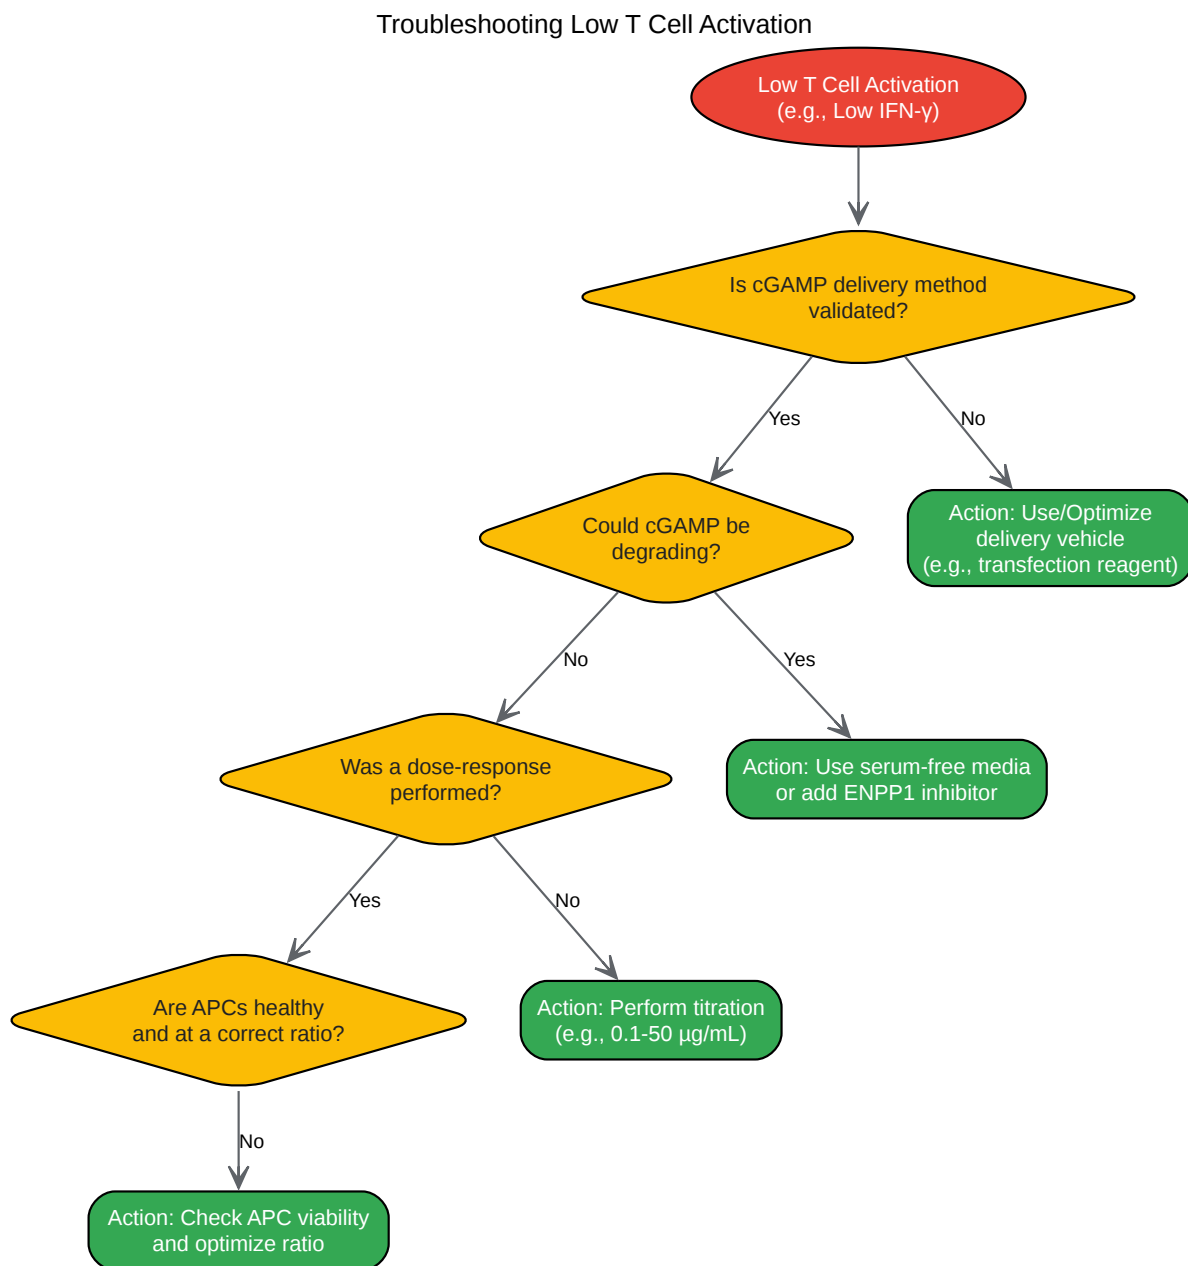 Troubleshooting Low T Cell Activation
Low T Cell Activation
(e.g., Low IFN-γ)
Is cGAMP delivery method
validated?
Yes
No
Could cGAMP be
degrading?
Action: Use/Optimize
delivery vehicle
(e.g., transfection reagent)
No
Yes
Was a dose-response
performed?
Action: Use serum-free media
or add ENPP1 inhibitor
Yes
No
Are APCs healthy
and at a correct ratio?
Action: Perform titration
(e.g., 0.1-50 µg/mL)
No
Action: Check APC viability
and optimize ratio